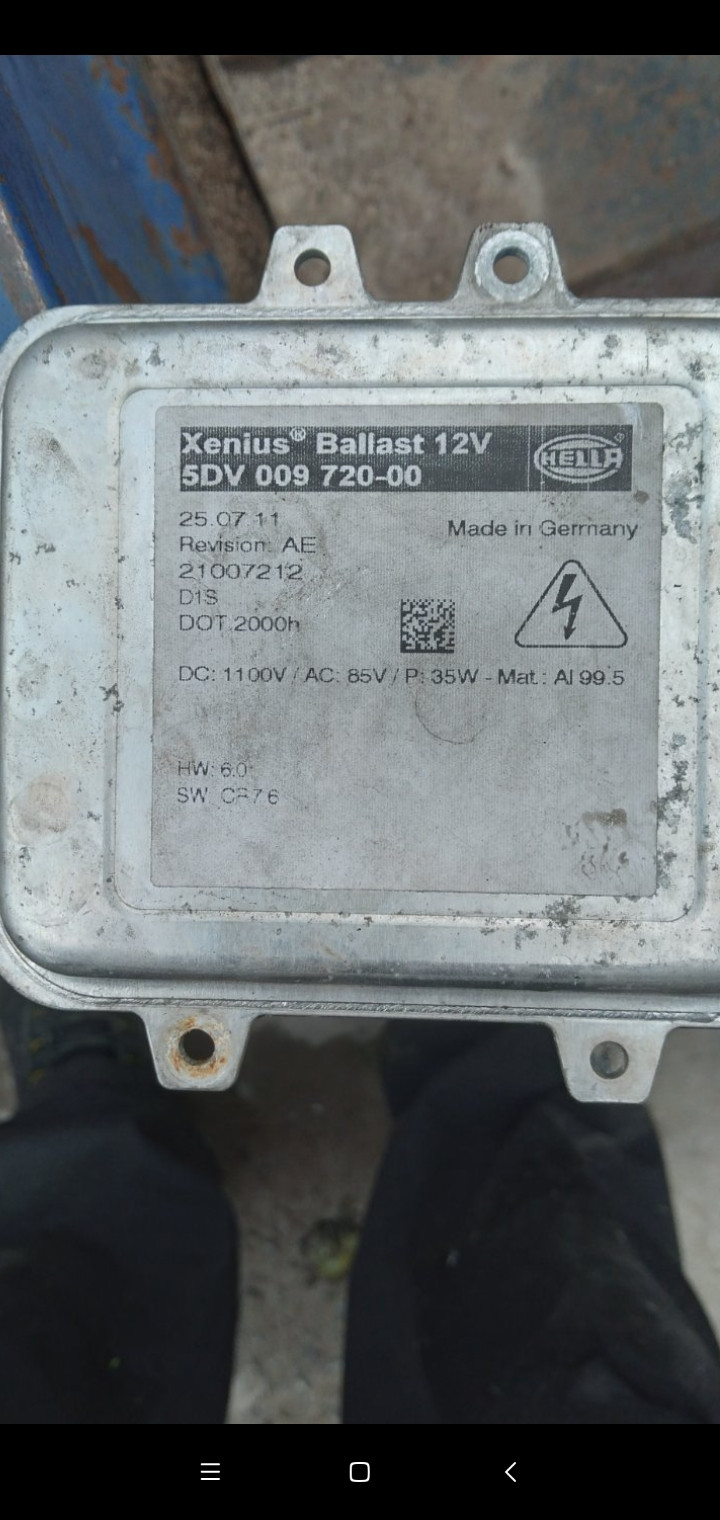 Xenius® Ballast 12V
5DV 009 720-00
HELLA®
25.07.11
Made in Germany
Revision: AE
21007212
D1S
DOT 2000h
DC: 1100V / AC: 85V / P: 35W - Mat.: Al 99.5
HW: 6.0
SW